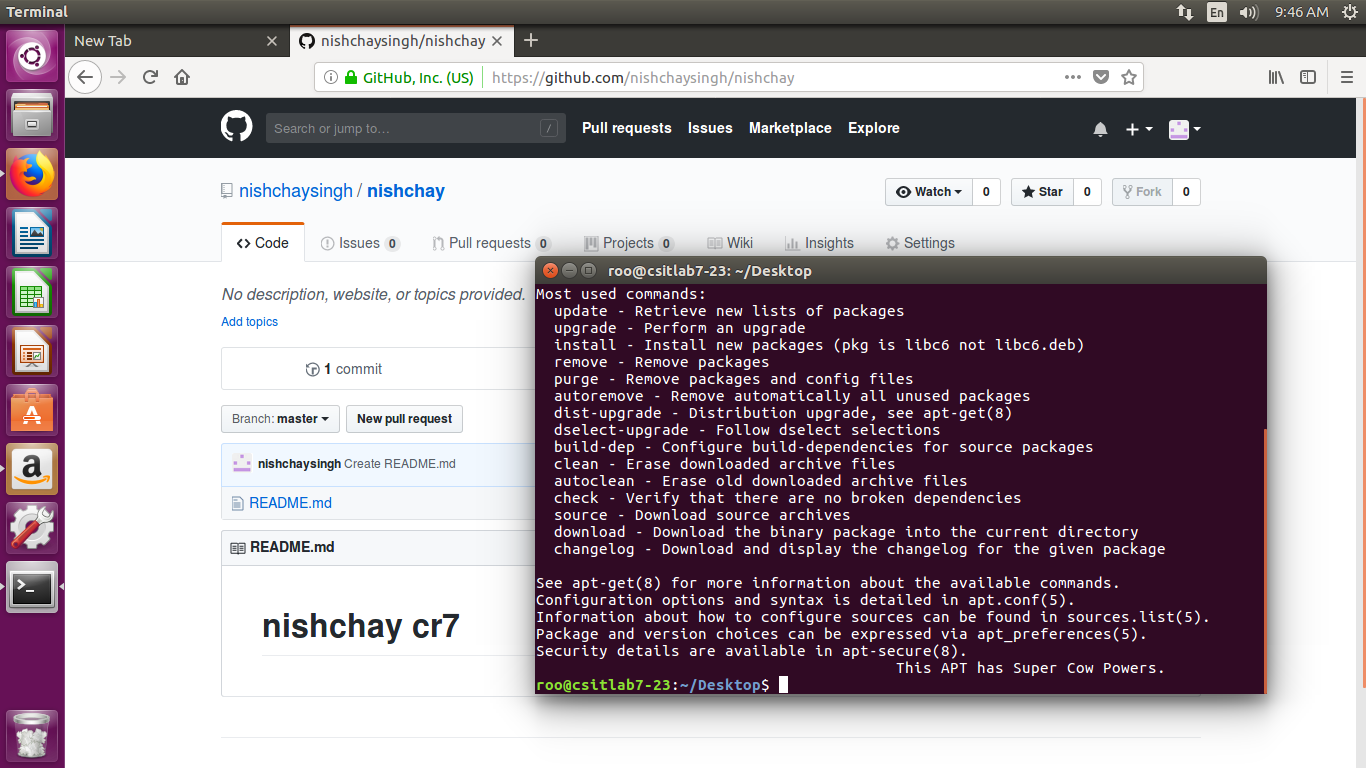 Terminal
En
9:46 AM
New Tab
nishchaysingh/nishchay
GitHub, Inc. (US)
https://github.com/nishchaysingh/nishchay
Search or jump to…
/
Pull requests
Issues
Marketplace
Explore
nishchaysingh / nishchay
Watch
0
Star
0
Fork
0
Code
Issues 0
Pull requests 0
Projects 0
Wiki
Insights
Settings
No description, website, or topics provided.
Add topics
1 commit
Branch: master
New pull request
nishchaysingh Create README.md
README.md
README.md
nishchay cr7
roo@csitlab7-23: ~/Desktop
Most used commands:
update - Retrieve new lists of packages
upgrade - Perform an upgrade
install - Install new packages (pkg is libc6 not libc6.deb)
remove - Remove packages
purge - Remove packages and config files
autoremove - Remove automatically all unused packages
dist-upgrade - Distribution upgrade, see apt-get(8)
dselect-upgrade - Follow dselect selections
build-dep - Configure build-dependencies for source packages
clean - Erase downloaded archive files
autoclean - Erase old downloaded archive files
check - Verify that there are no broken dependencies
source - Download source archives
download - Download the binary package into the current directory
changelog - Download and display the changelog for the given package
See apt-get(8) for more information about the available commands.
Configuration options and syntax is detailed in apt.conf(5).
Information about how to configure sources can be found in sources.list(5).
Package and version choices can be expressed via apt_preferences(5).
Security details are available in apt-secure(8).
This APT has Super Cow Powers.
roo@csitlab7-23:~/Desktop$